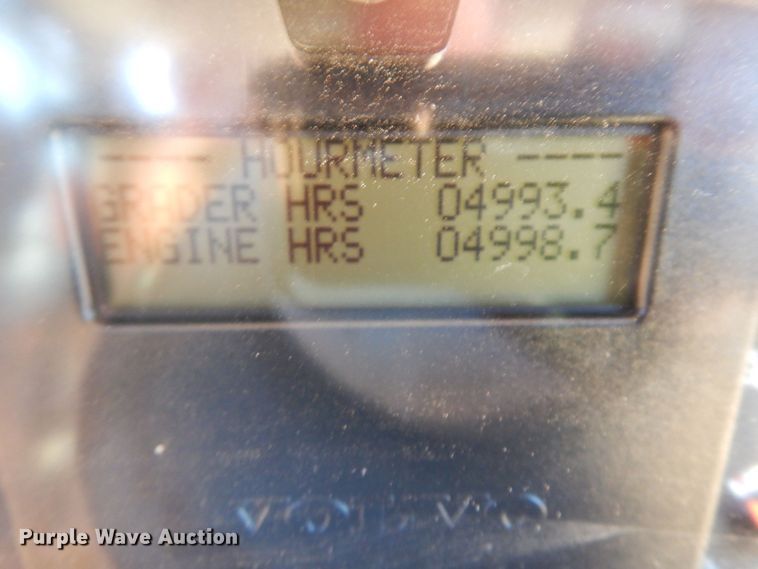 ---- HOURMETER ----
GRADER HRS 04993.4
ENGINE HRS 04998.7
VOLVO
Purple Wave Auction